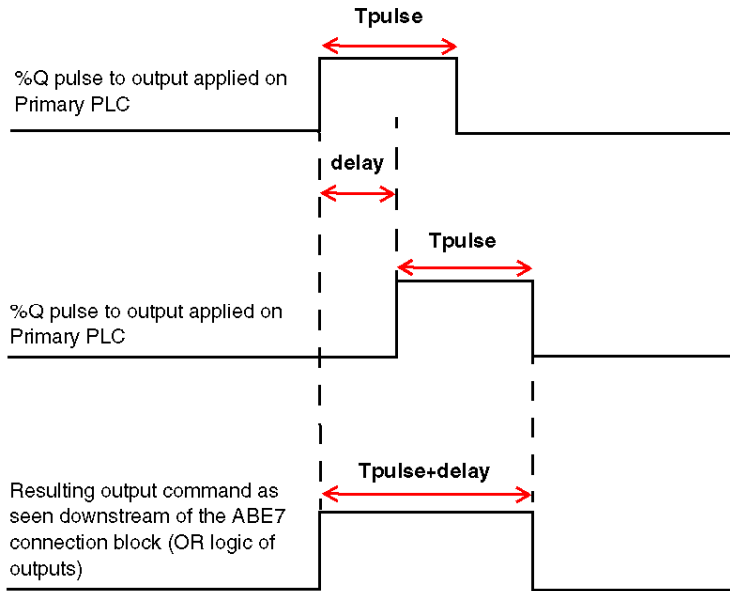 Tpulse
%Q pulse to output applied on
Primary PLC
delay
Tpulse
%Q pulse to output applied on
Primary PLC
Tpulse+delay
Resulting output command as
seen downstream of the ABE7
connection block (OR logic of
outputs)